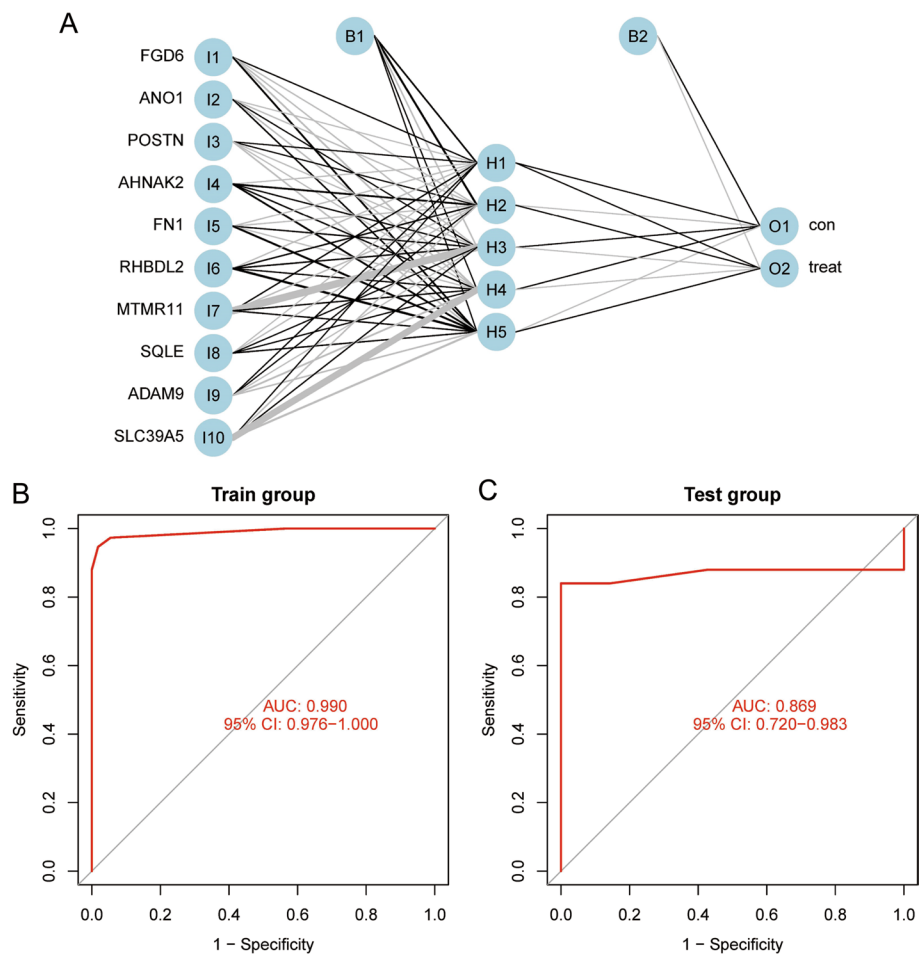 A
B1
B2
FGD6 I1
ANO1 I2
POSTN I3
AHNAK2 I4
FN1 I5
RHBDL2 I6
MTMR11 I7
SQLE I8
ADAM9 I9
SLC39A5 I10
H1
H2
H3
H4
H5
O1 con
O2 treat
B
Train group
Sensitivity
1.0
0.8
0.6
0.4
0.2
0.0
AUC: 0.990
95% CI: 0.976−1.000
0.0 0.2 0.4 0.6 0.8 1.0
1 − Specificity
C
Test group
Sensitivity
1.0
0.8
0.6
0.4
0.2
0.0
AUC: 0.869
95% CI: 0.720−0.983
0.0 0.2 0.4 0.6 0.8 1.0
1 − Specificity